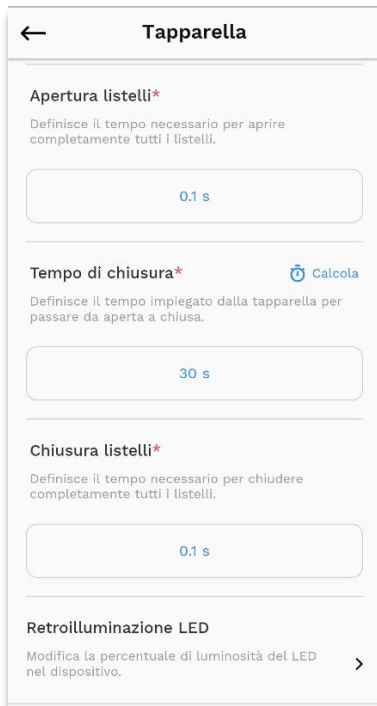 Tapparella
Apertura listelli*
Definisce il tempo necessario per aprire
completamente tutti i listelli.
0.1 s
Tempo di chiusura*
Calcola
Definisce il tempo impiegato dalla tapparella per
passare da aperta a chiusa.
30 s
Chiusura listelli*
Definisce il tempo necessario per chiudere
completamente tutti i listelli.
0.1 s
Retroilluminazione LED
Modifica la percentuale di luminosità del LED
nel dispositivo.